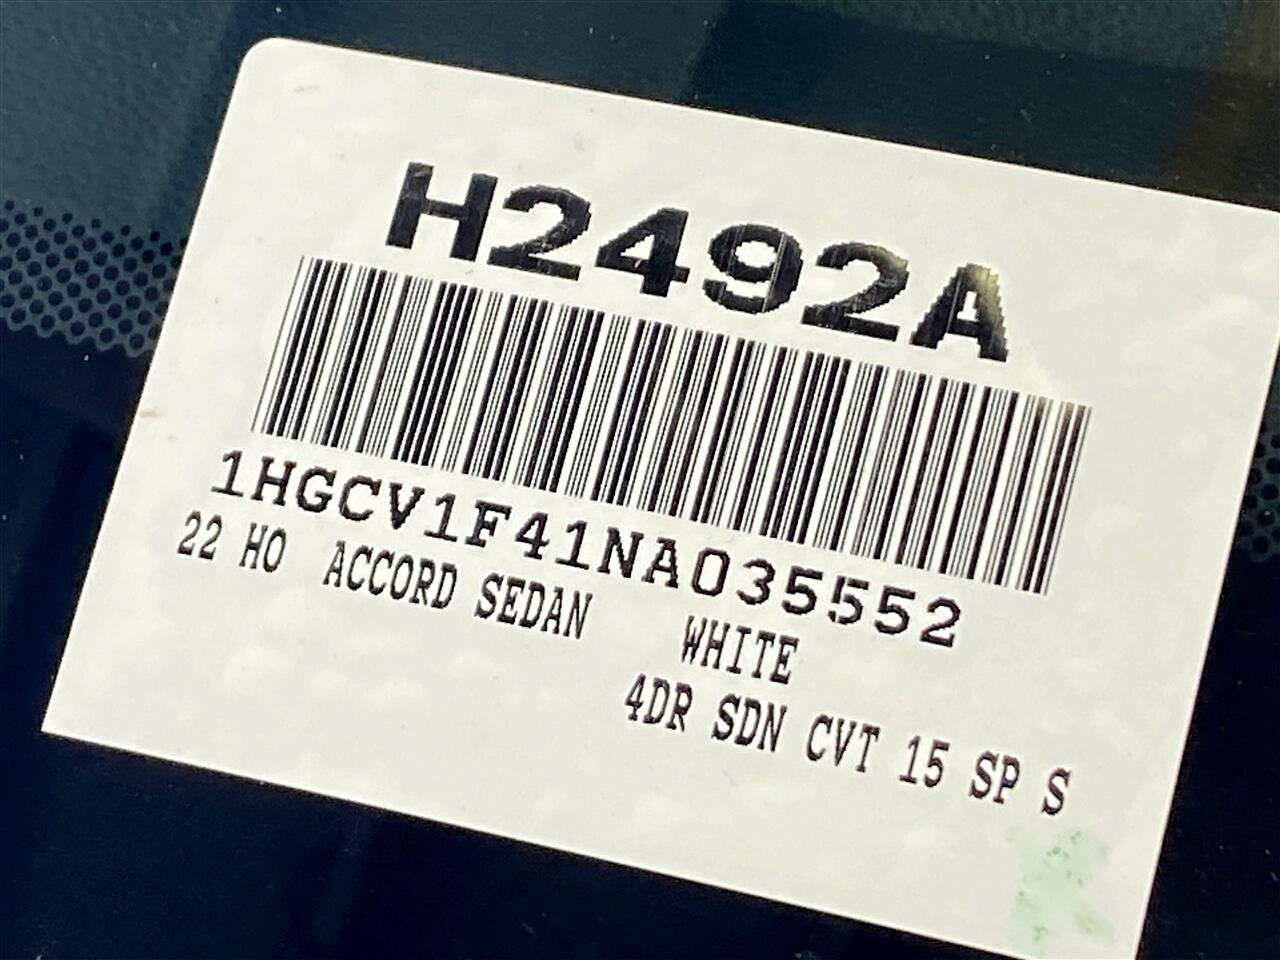 H2492A
1HGCV1F41NA035552
22 HO ACCORD SEDAN WHITE
4DR SDN CVT 15 SP S